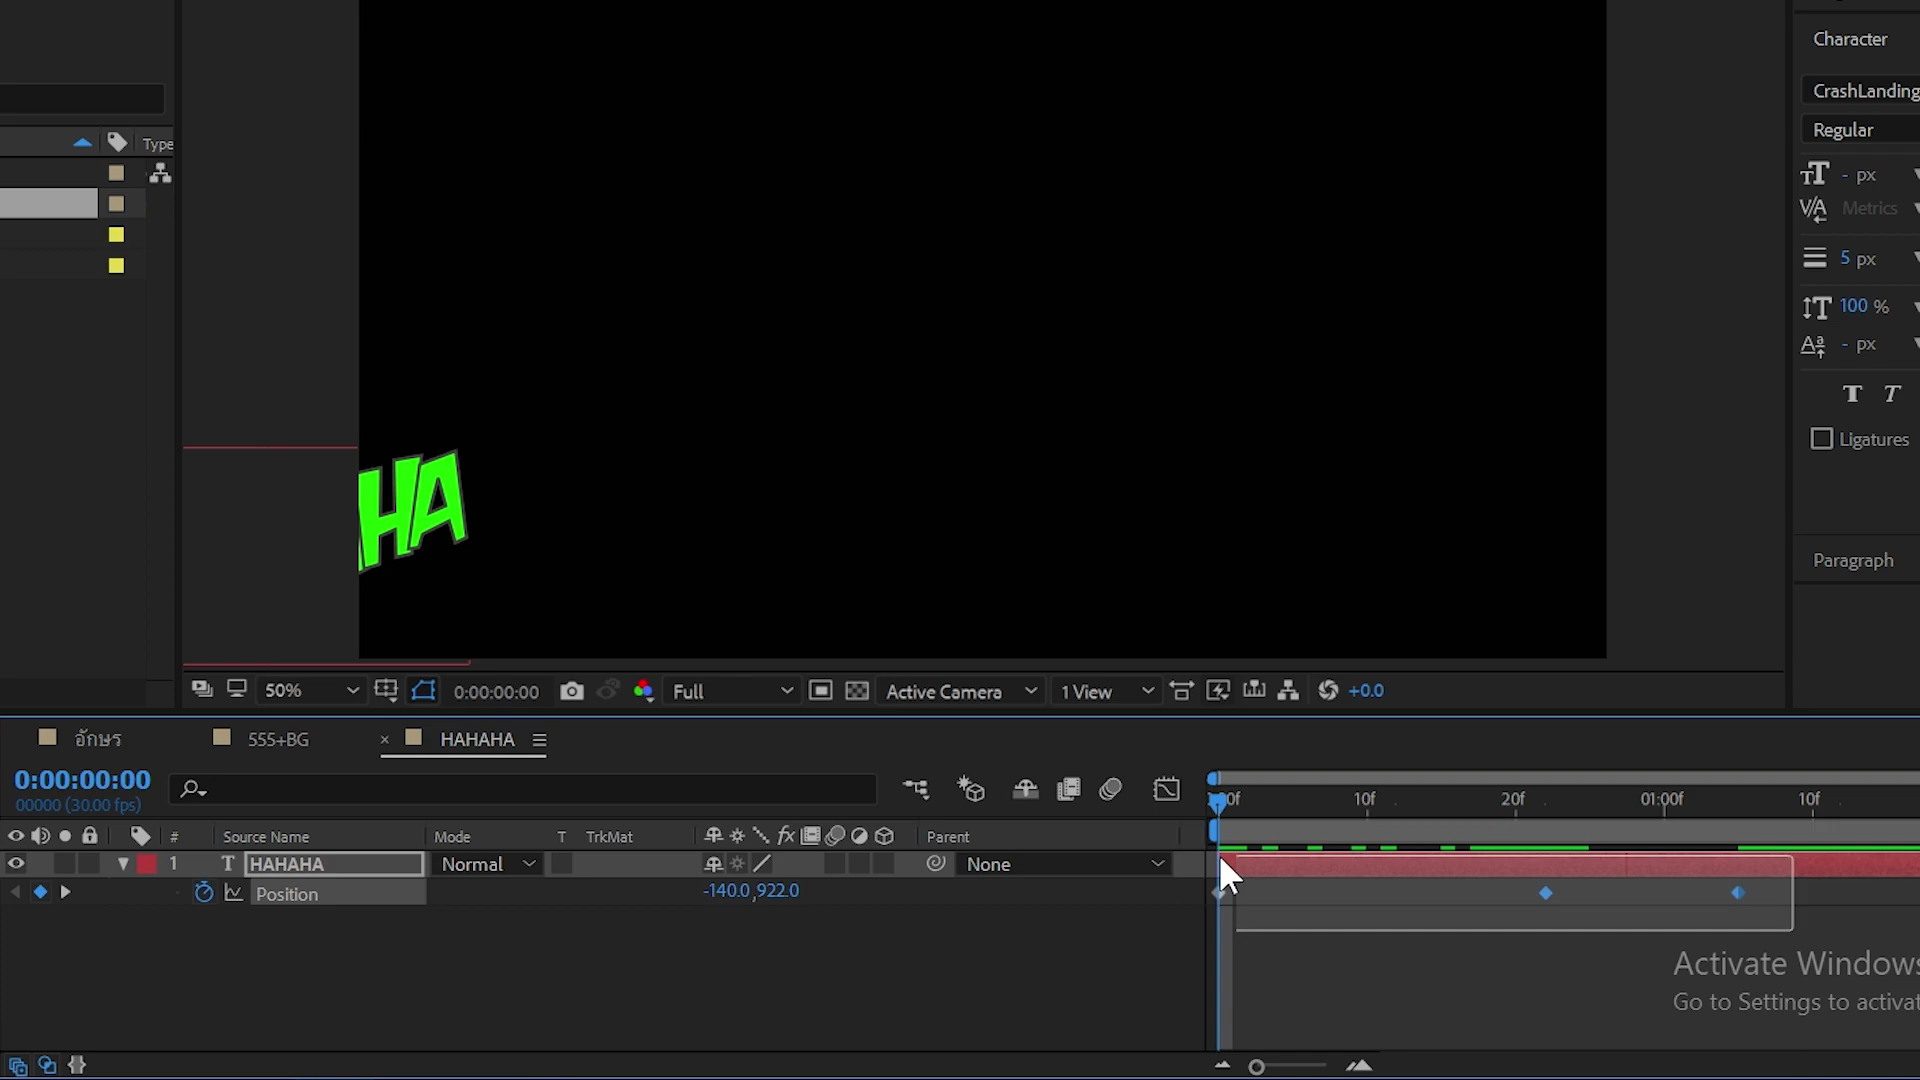 Character
CrashLanding
Regular
Type
- px
Metrics
5 px
100 %
- px
T T
Ligatures
Paragraph
HA
50%
0:00:00:00
Full
Active Camera
1 View
+0.0
อักษร
555+BG
× HAHAHA
0:00:00:00
00000 (30.00 fps)
10f
20f
01:00f
10f
# Source Name
Mode
T TrkMat
fx
Parent
1 T HAHAHA
Normal
None
Position
-140.0,922.0
Activate Windows
Go to Settings to activat